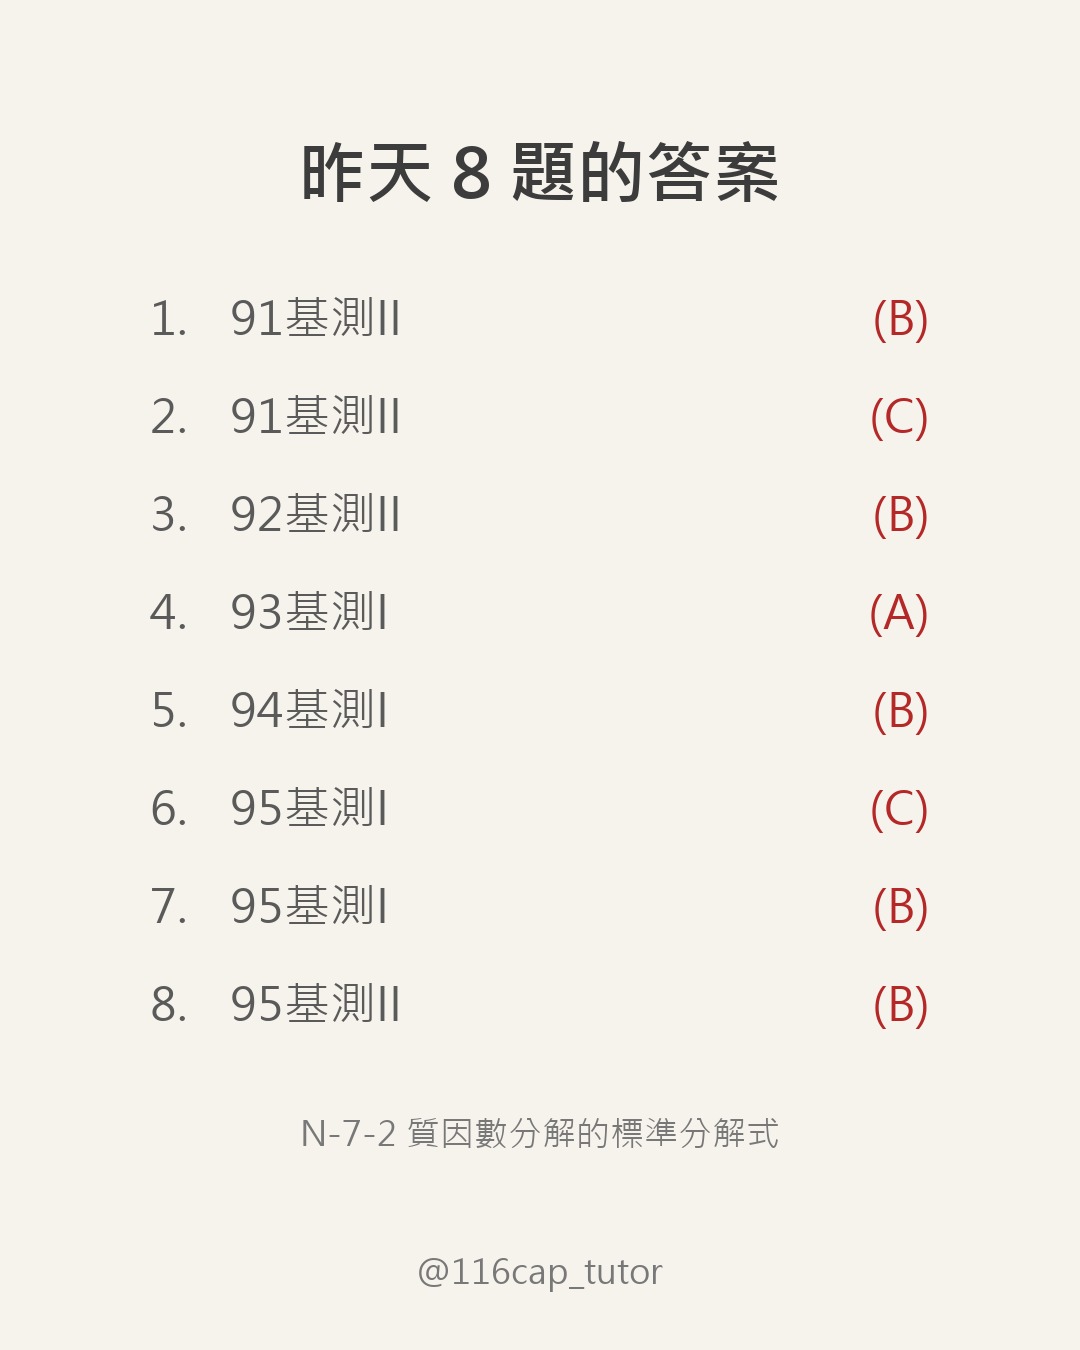 昨天 8 題的答案
1. 91基測II (B)
2. 91基測II (C)
3. 92基測II (B)
4. 93基測I (A)
5. 94基測I (B)
6. 95基測I (C)
7. 95基測I (B)
8. 95基測II (B)
N-7-2 質因數分解的標準分解式
@116cap_tutor